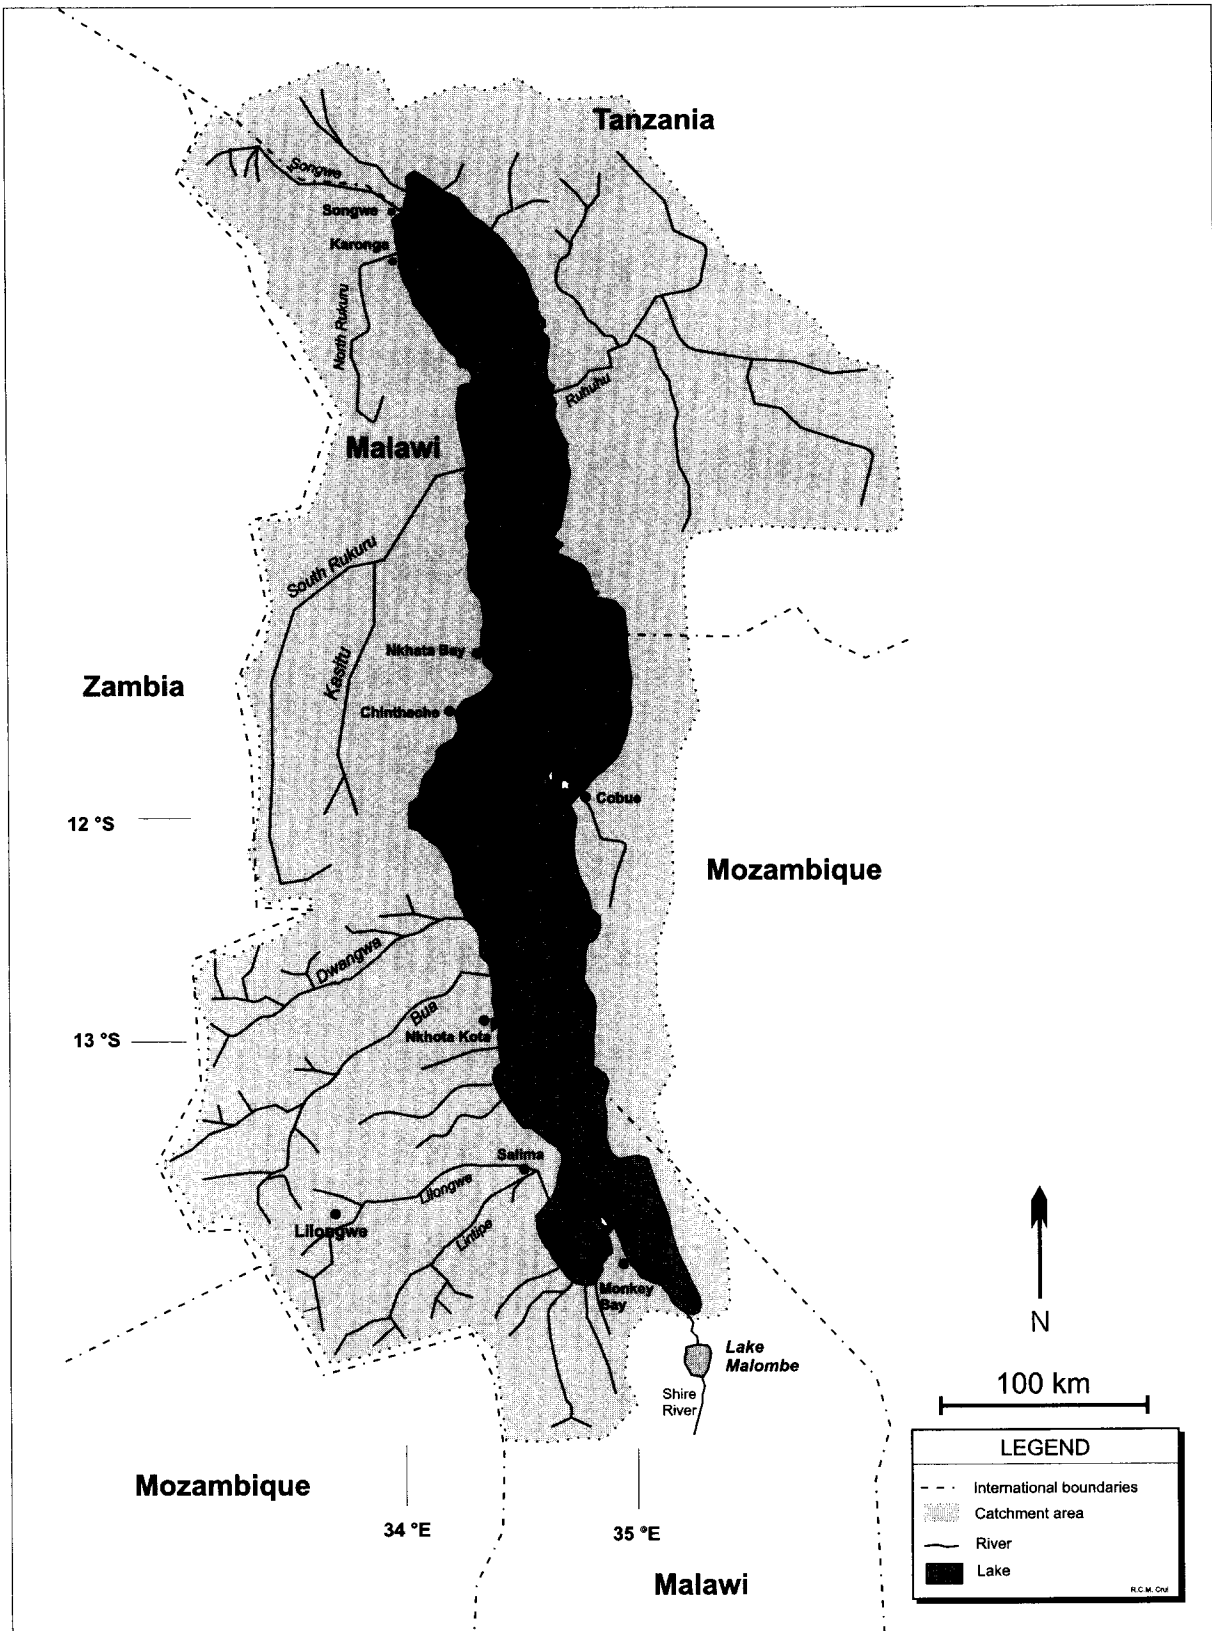 Tanzania
Songwe
Songwe
Karonga
North Rukuru
Ruhuhu
Malawi
South Rukuru
Kasitu
Nkhata Bay
Zambia
Chintheche
Cobue
12 °S
Mozambique
Dwangwa
Bua
Nkhota Kota
13 °S
Salima
Lilongwe
Lilongwe
Lintipe
Monkey
Bay
N
Lake
Malombe
Shire
River
100 km
LEGEND
International boundaries
Catchment area
River
Lake
R.C.M. Crul
Mozambique
34 °E
35 °E
Malawi